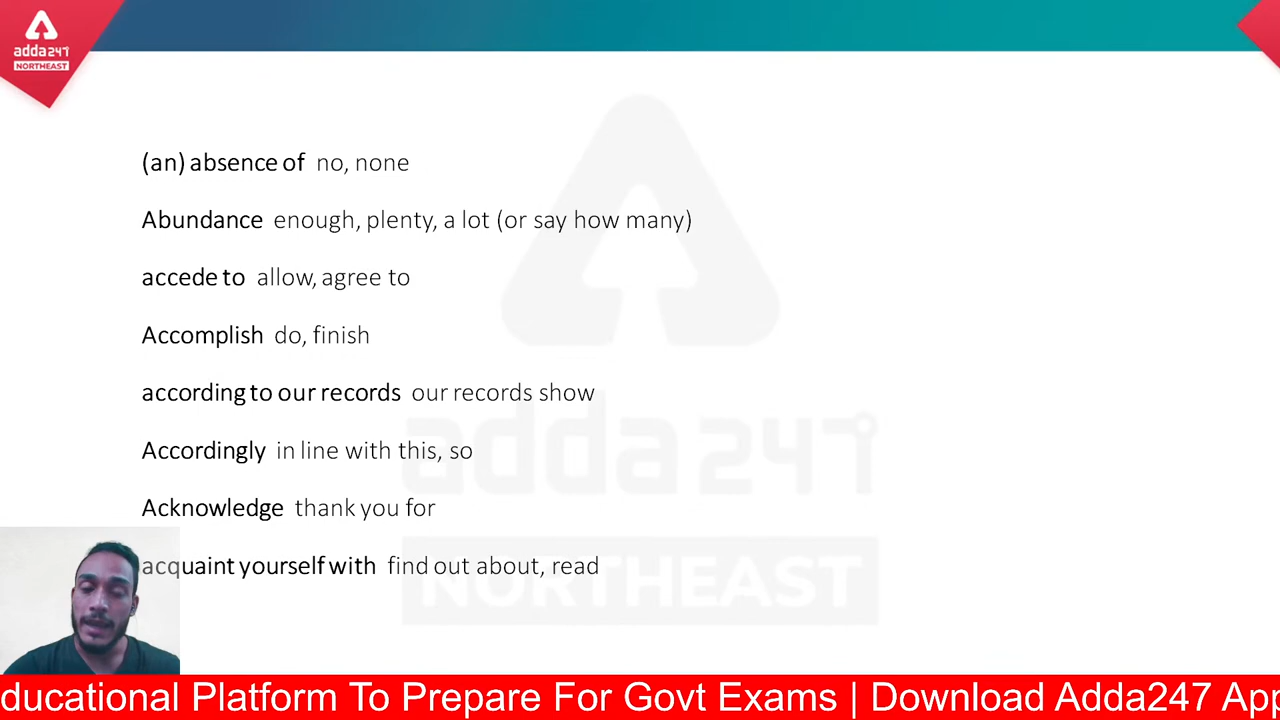 adda247
NORTHEAST
(an) absence of no, none
Abundance enough, plenty, a lot (or say how many)
accede to allow, agree to
Accomplish do, finish
according to our records our records show
Accordingly in line with this, so
Acknowledge thank you for
acquaint yourself with find out about, read
adda247
NORTHEAST
ducational Platform To Prepare For Govt Exams | Download Adda247 App